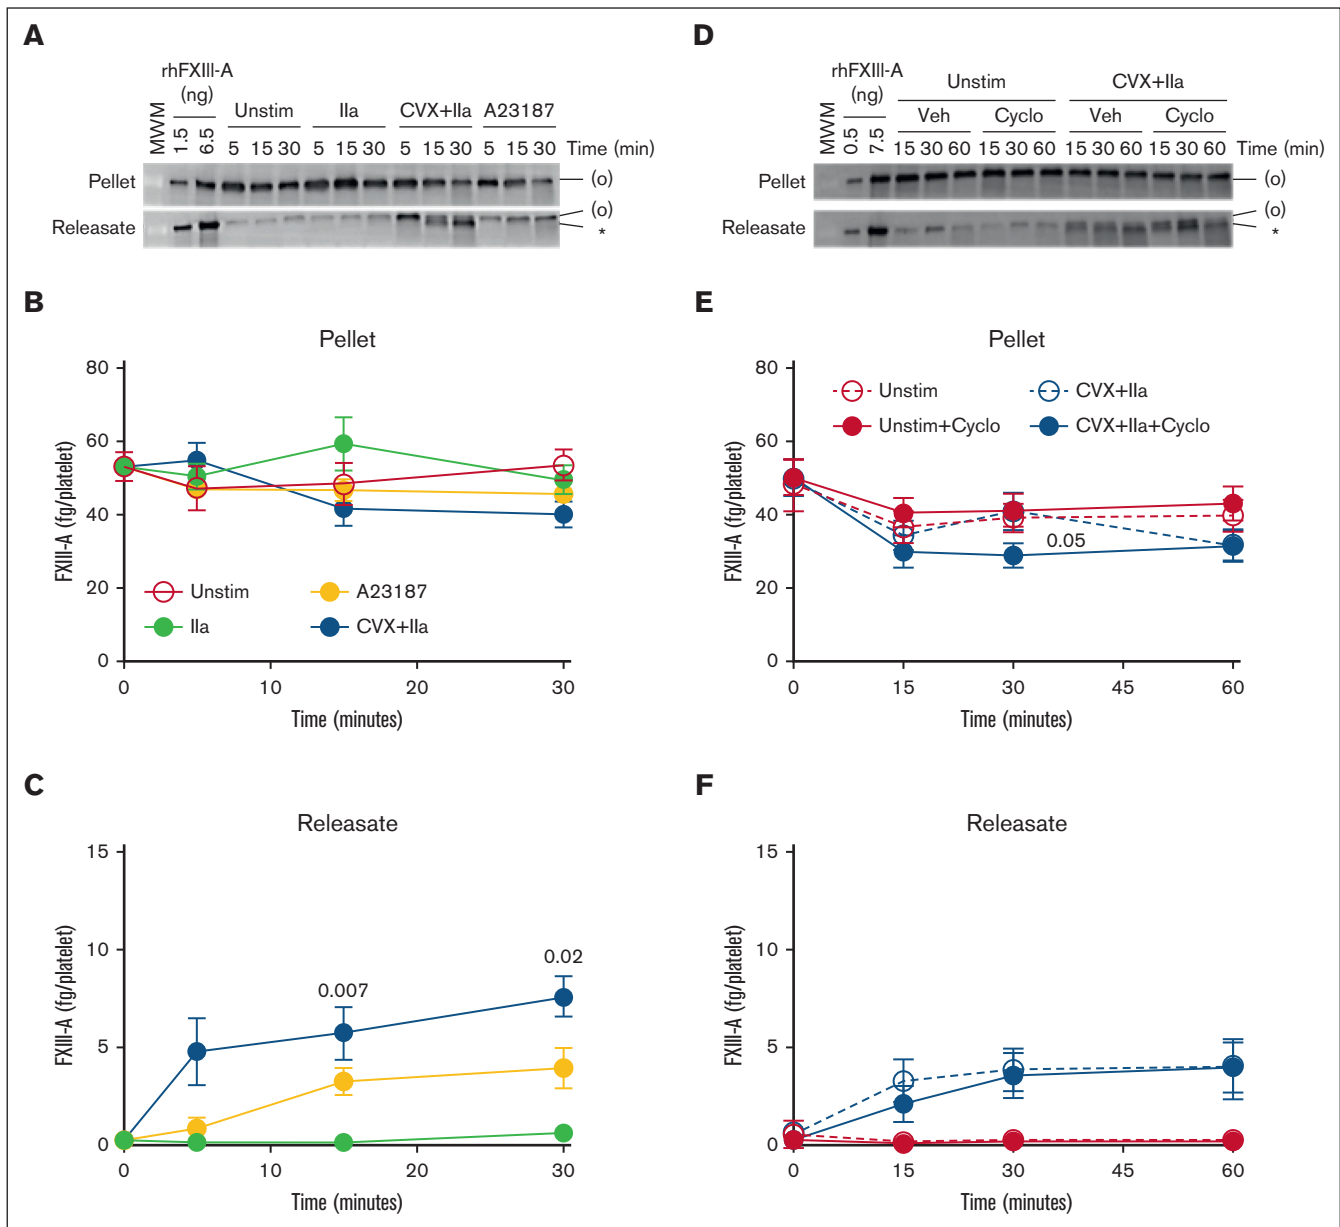 A
rhFXIII-A
(ng)
Unstim
IIa
CVX+IIa
A23187
MWM
1.5
6.5
5 15 30
5 15 30
5 15 30
5 15 30
Time (min)
Pellet
(o)
Releasate
(o)
*
B
Pellet
80
60
40
20
0
FXIII-A (fg/platelet)
Unstim
A23187
IIa
CVX+IIa
0 10 20 30
Time (minutes)
C
Releasate
15
10
5
0
FXIII-A (fg/platelet)
0.007
0.02
0 10 20 30
Time (minutes)
D
rhFXIII-A
(ng)
Unstim
CVX+IIa
Veh
Cyclo
Veh
Cyclo
MWM
0.5
7.5
15 30 60
15 30 60
15 30 60
15 30 60
Time (min)
Pellet
(o)
Releasate
(o)
*
E
Pellet
80
60
40
20
0
FXIII-A (fg/platelet)
Unstim
CVX+IIa
Unstim+Cyclo
CVX+IIa+Cyclo
0.05
0 15 30 45 60
Time (minutes)
F
Releasate
15
10
5
0
FXIII-A (fg/platelet)
0 15 30 45 60
Time (minutes)